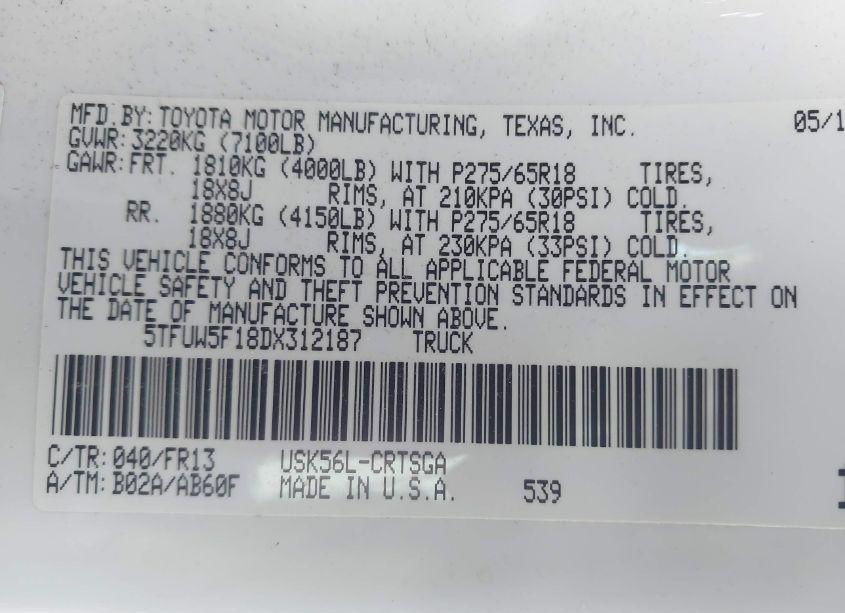 MFD.BY: TOYOTA MOTOR MANUFACTURING, TEXAS, INC. 05/1
GVWR: 3220KG (7100LB)
GAWR: FRT. 1810KG (4000LB) WITH P275/65R18 TIRES,
18X8J RIMS, AT 210KPA (30PSI) COLD.
RR. 1880KG (4150LB) WITH P275/65R18 TIRES,
18X8J RIMS, AT 230KPA (33PSI) COLD.
THIS VEHICLE CONFORMS TO ALL APPLICABLE FEDERAL MOTOR
VEHICLE SAFETY AND THEFT PREVENTION STANDARDS IN EFFECT ON
THE DATE OF MANUFACTURE SHOWN ABOVE.
5TFUW5F18DX312187 TRUCK
C/TR: 040/FR13 USK56L-CRTSGA
A/TM: B02A/AB60F MADE IN U.S.A. 539